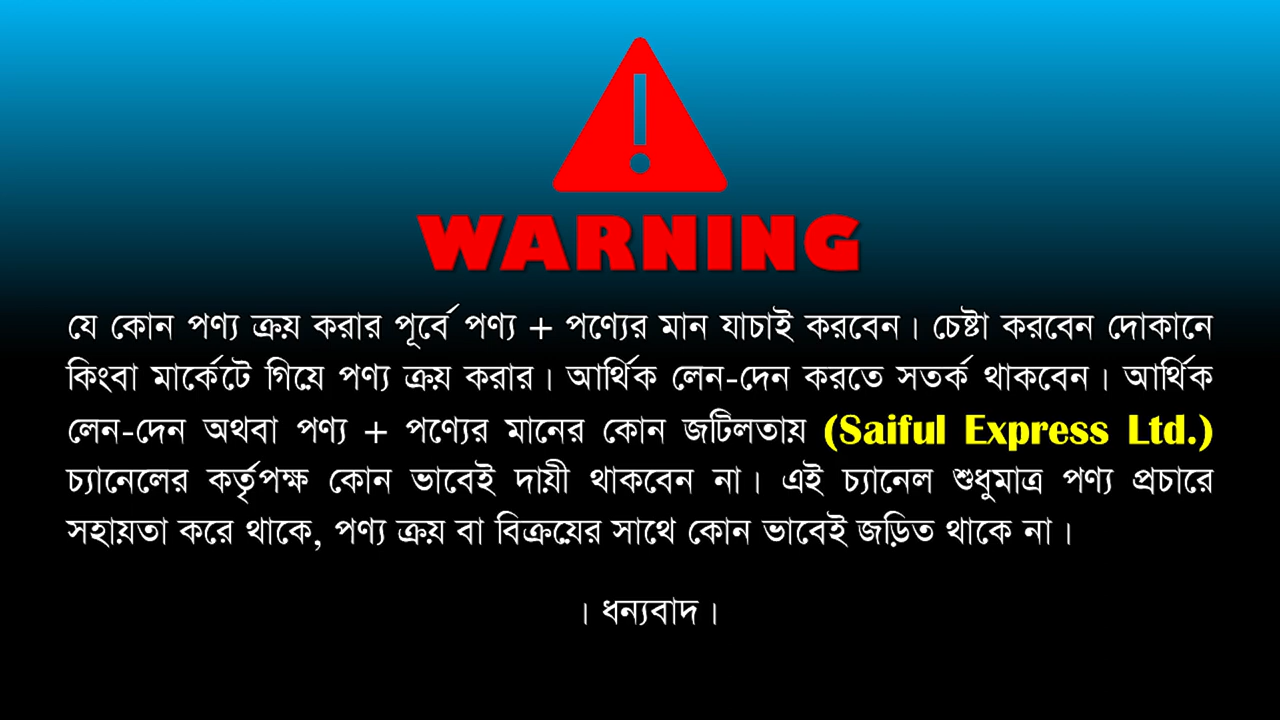 WARNING
যে কোন পণ্য ক্রয় করার পূর্বে পণ্য + পণ্যের মান যাচাই করবেন। চেষ্টা করবেন দোকানে
কিংবা মার্কেটে গিয়ে পণ্য ক্রয় করার। আর্থিক লেন-দেন করতে সতর্ক থাকবেন। আর্থিক
লেন-দেন অথবা পণ্য + পণ্যের মানের কোন জটিলতায় (Saiful Express Ltd.)
চ্যানেলের কর্তৃপক্ষ কোন ভাবেই দায়ী থাকবেন না। এই চ্যানেল শুধুমাত্র পণ্য প্রচারে
সহায়তা করে থাকে, পণ্য ক্রয় বা বিক্রয়ের সাথে কোন ভাবেই জড়িত থাকে না।
। ধন্যবাদ।